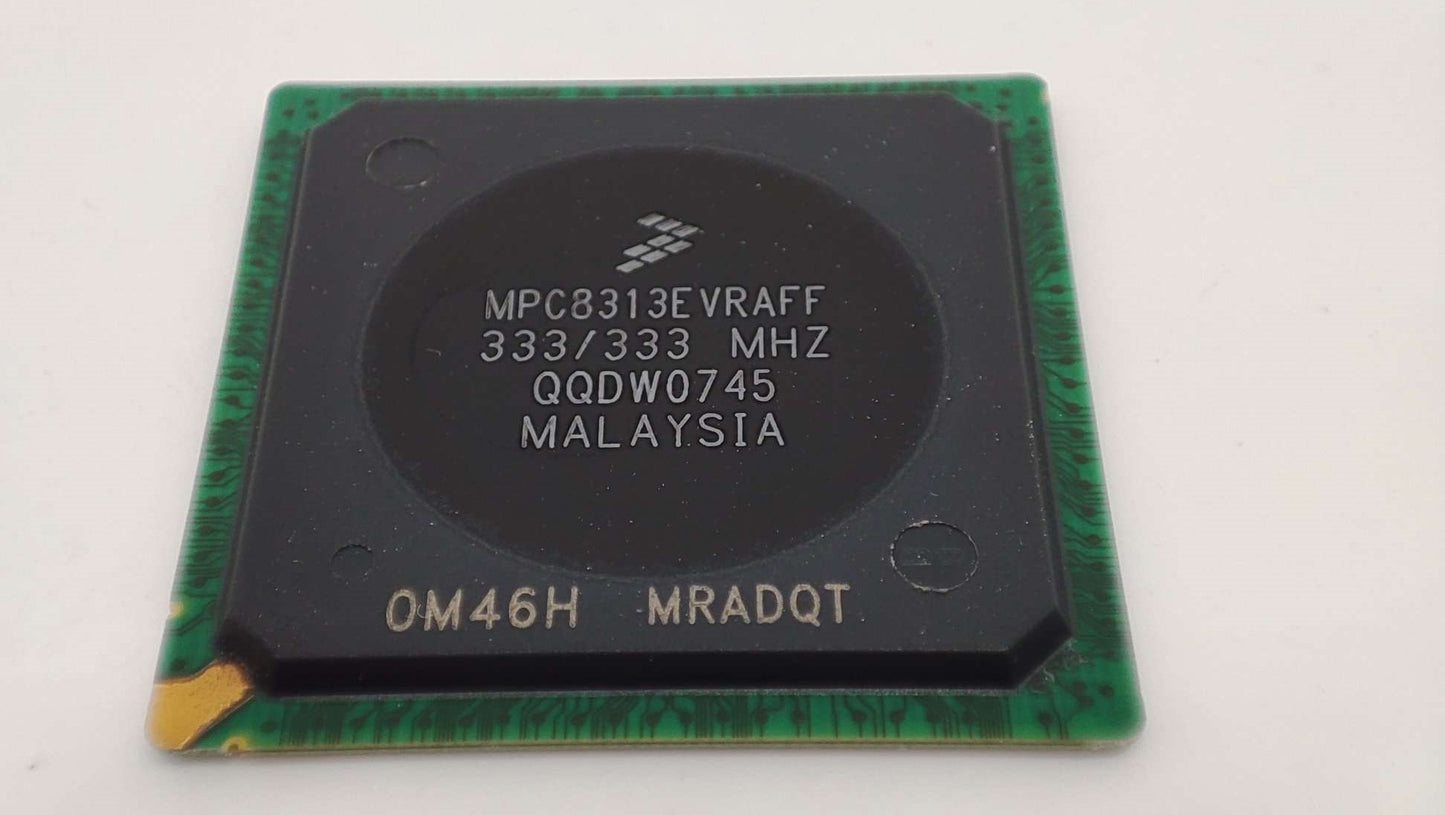 MPC8313EVRAFF
333/333 MHZ
QQDW0745
MALAYSIA
0M46H MRADQT